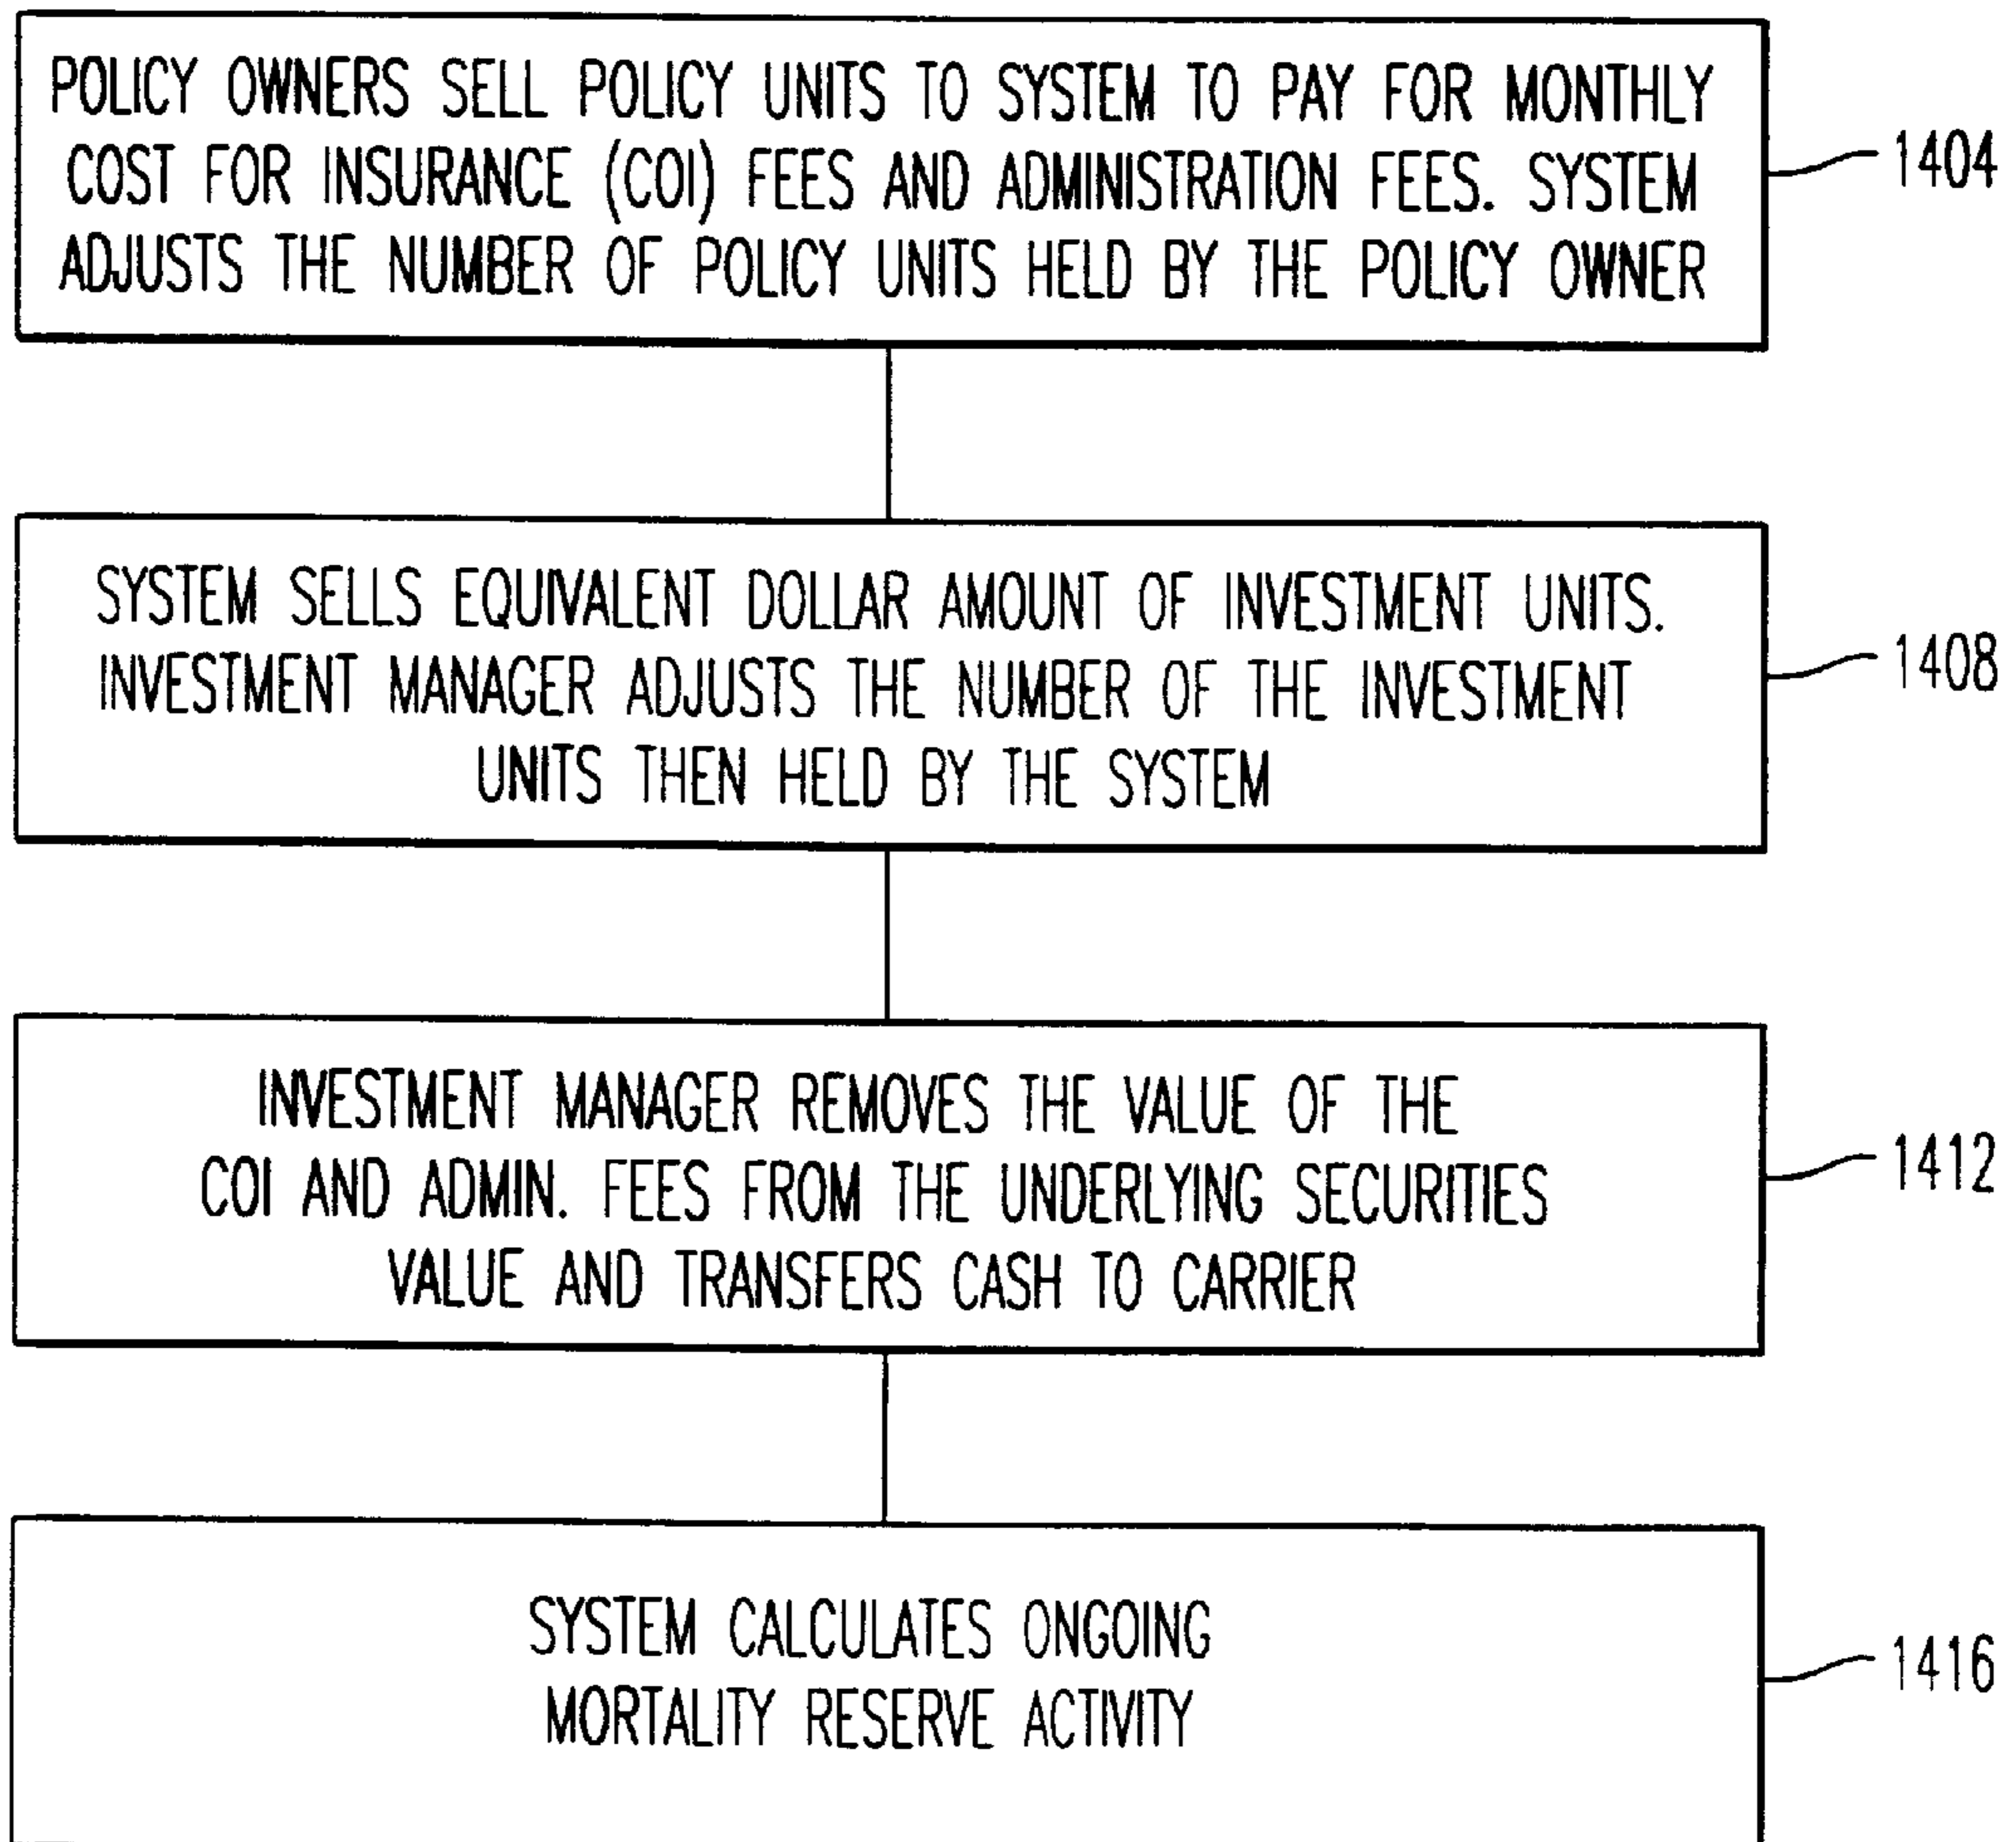 POLICY OWNERS SELL POLICY UNITS TO SYSTEM TO PAY FOR MONTHLY
COST FOR INSURANCE (COI) FEES AND ADMINISTRATION FEES. SYSTEM
ADJUSTS THE NUMBER OF POLICY UNITS HELD BY THE POLICY OWNER
1404
SYSTEM SELLS EQUIVALENT DOLLAR AMOUNT OF INVESTMENT UNITS.
INVESTMENT MANAGER ADJUSTS THE NUMBER OF THE INVESTMENT
UNITS THEN HELD BY THE SYSTEM
1408
INVESTMENT MANAGER REMOVES THE VALUE OF THE
COI AND ADMIN. FEES FROM THE UNDERLYING SECURITIES
VALUE AND TRANSFERS CASH TO CARRIER
1412
SYSTEM CALCULATES ONGOING
MORTALITY RESERVE ACTIVITY
1416